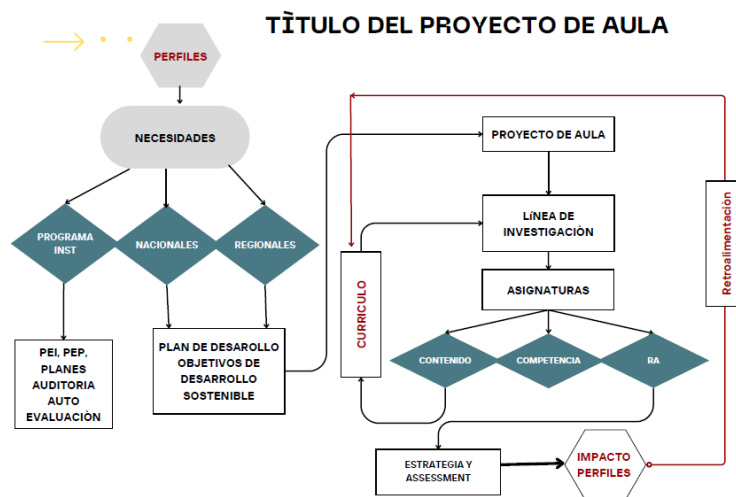 TÌTULO DEL PROYECTO DE AULA
PERFILES
NECESIDADES
PROGRAMA
INST
NACIONALES
REGIONALES
PEI, PEP,
PLANES
AUDITORIA
AUTO
EVALUACIÒN
PLAN DE DESAROLLO
OBJETIVOS DE
DESARROLLO
SOSTENIBLE
PROYECTO DE AULA
LíNEA DE
INVESTIGACIÒN
ASIGNATURAS
CURRICULO
CONTENIDO
COMPETENCIA
RA
ESTRATEGIA Y
ASSESSMENT
IMPACTO
PERFILES
Retroalimentaciòn